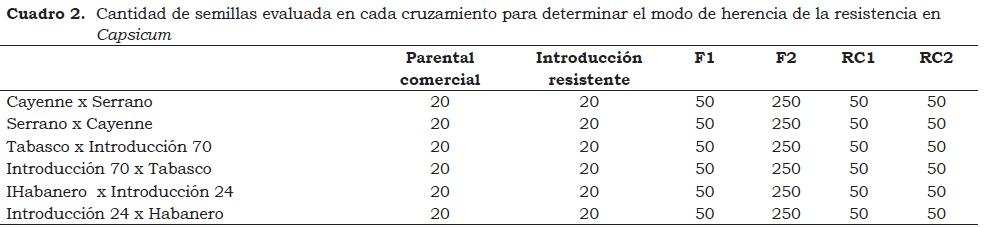 Cuadro 2. Cantidad de semillas evaluada en cada cruzamiento para determinar el modo de herencia de la resistencia en
Capsicum
Parental Introducción F1 F2 RC1 RC2
comercial resistente
Cayenne x Serrano 20 20 50 250 50 50
Serrano x Cayenne 20 20 50 250 50 50
Tabasco x Introducción 70 20 20 50 250 50 50
Introducción 70 x Tabasco 20 20 50 250 50 50
IHabanero x Introducción 24 20 20 50 250 50 50
Introducción 24 x Habanero 20 20 50 250 50 50